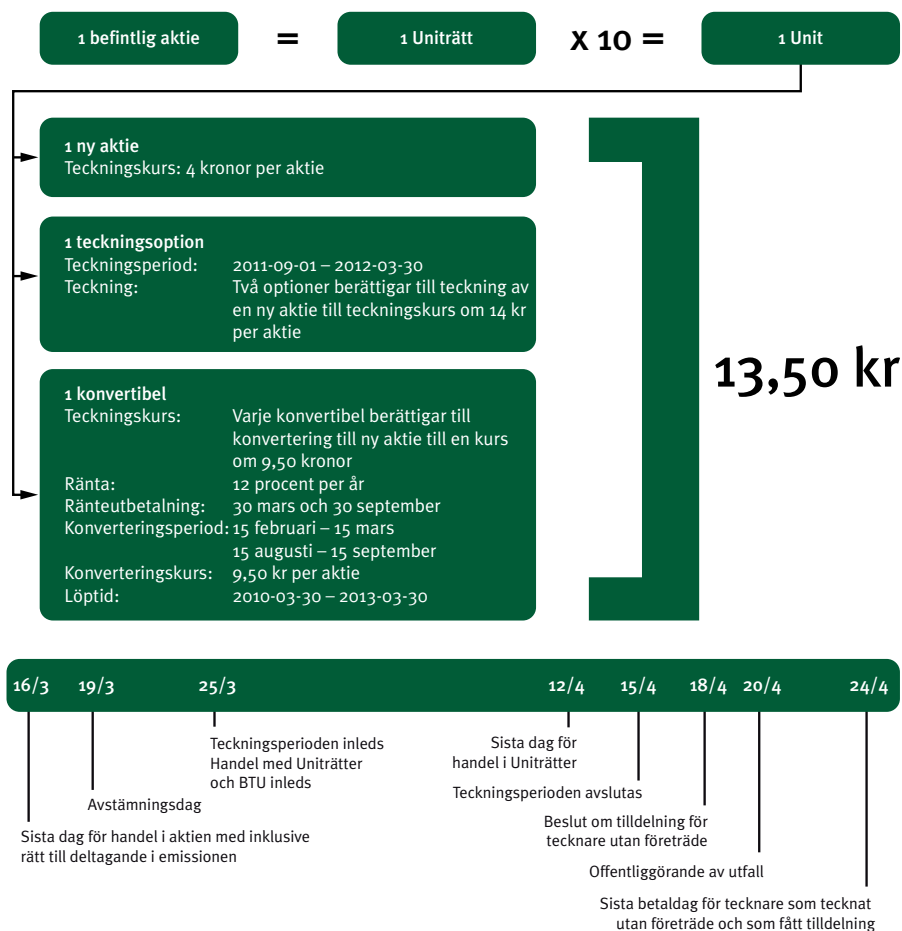 1 befintlig aktie = 1 Uniträtt X 10 = 1 Unit
1 ny aktie
Teckningskurs: 4 kronor per aktie
1 teckningsoption
Teckningsperiod: 2011-09-01 – 2012-03-30
Teckning: Två optioner berättigar till teckning av
en ny aktie till teckningskurs om 14 kr
per aktie
1 konvertibel
Teckningskurs: Varje konvertibel berättigar till
konvertering till ny aktie till en kurs
om 9,50 kronor
Ränta: 12 procent per år
Ränteutbetalning: 30 mars och 30 september
Konverteringsperiod: 15 februari – 15 mars
15 augusti – 15 september
Konverteringskurs: 9,50 kr per aktie
Löptid: 2010-03-30 – 2013-03-30
13,50 kr
16/3 19/3 25/3 12/4 15/4 18/4 20/4 24/4
Teckningsperioden inleds
Handel med Uniträtter
och BTU inleds
Sista dag för
handel i Uniträtter
Avstämningsdag
Teckningsperioden avslutas
Sista dag för handel i aktien med inklusive
rätt till deltagande i emissionen
Beslut om tilldelning för
tecknare utan företräde
Offentliggörande av utfall
Sista betaldag för tecknare som tecknat
utan företräde och som fått tilldelning